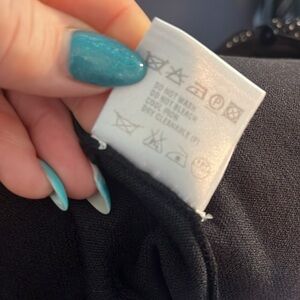 DO NOT WASH
DO NOT BLEACH
COOL IRON
DRY CLEANABLE (P)